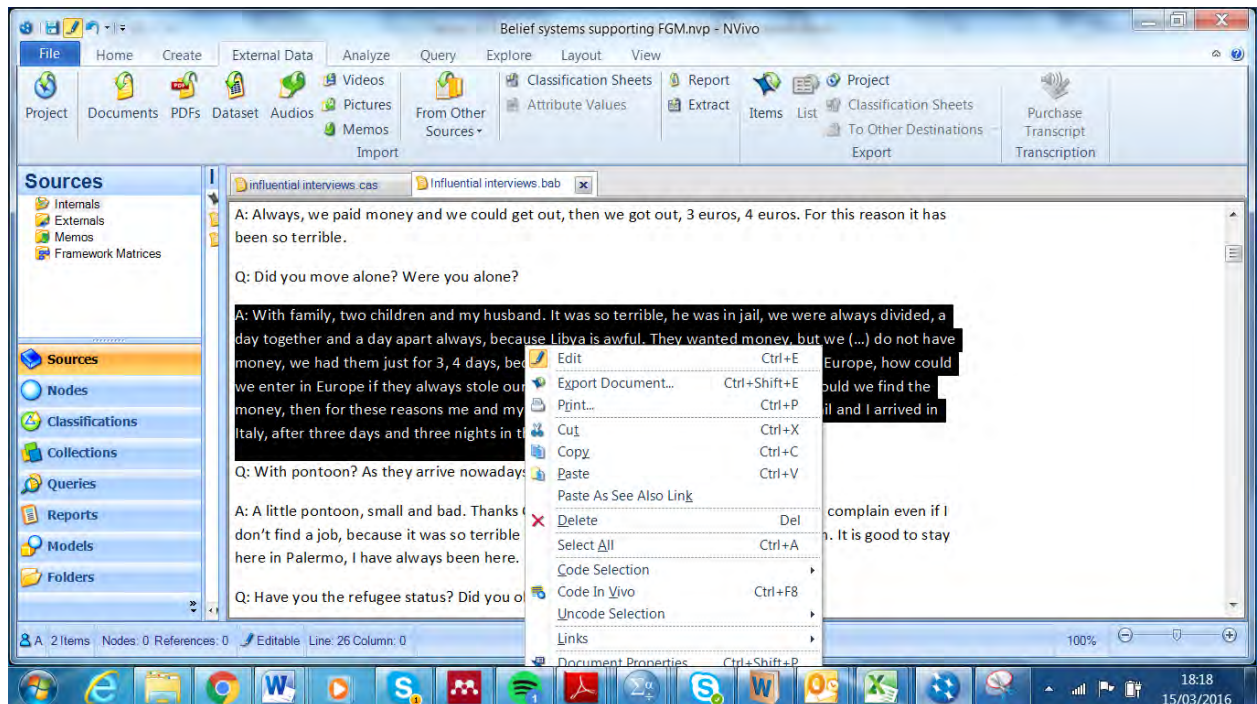 Belief systems supporting FGM.nvp - NVivo
File Home Create External Data Analyze Query Explore Layout View
Project Documents PDFs Dataset Audios
Videos
Pictures
Memos
From Other
Sources
Import
Classification Sheets
Attribute Values
Report
Extract
Items List
Project
Classification Sheets
To Other Destinations
Export
Purchase
Transcript
Transcription
Sources
Internals
Externals
Memos
Framework Matrices
Sources
Nodes
Classifications
Collections
Queries
Reports
Models
Folders
influential interviews cas
Influential interviews.bab
A: Always, we paid money and we could get out, then we got out, 3 euros, 4 euros. For this reason it has
been so terrible.
Q: Did you move alone? Were you alone?
A: With family, two children and my husband. It was so terrible, he was in jail, we were always divided, a
day together and a day apart always, because Libya is awful. They wanted money, but we (...) do not have
money, we had them just for 3, 4 days, bec Europe, how could
we enter in Europe if they always stole our ould we find the
money, then for these reasons me and my il and I arrived in
Italy, after three days and three nights in t
Q: With pontoon? As they arrive nowadays
A: A little pontoon, small and bad. Thanks complain even if I
don't find a job, because it was so terrible . It is good to stay
here in Palermo, I have always been here.
Q: Have you the refugee status? Did you o
Edit Ctrl+E
Export Document... Ctrl+Shift+E
Print... Ctrl+P
Cut Ctrl+X
Copy Ctrl+C
Paste Ctrl+V
Paste As See Also Link
Delete Del
Select All Ctrl+A
Code Selection
Code In Vivo Ctrl+F8
Uncode Selection
Links
Document Properties Ctrl+Shift+P
A 2 Items Nodes: 0 References: 0 Editable Line: 26 Column: 0
100%
18:18
15/03/2016